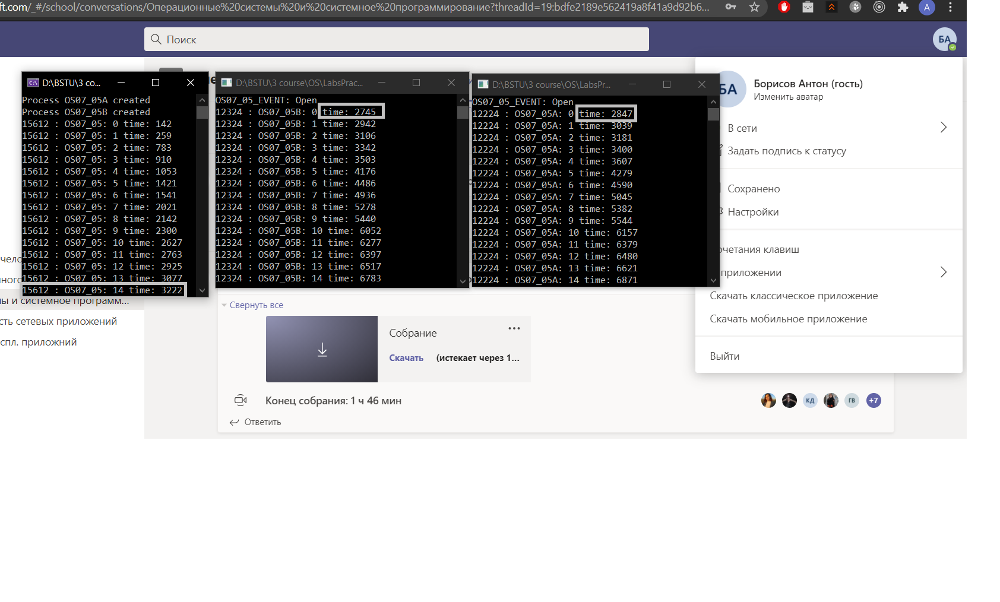 ft.com/_#/school/conversations/Операционные%20системы%20и%20системное%20программирование?threadId=19:bdfe2189e562419a8f41a9d92b6...
A
Поиск
БА
D:\BSTU\3 co...
Process OS07_05A created
Process OS07_05B created
15612 : OS07_05: 0 time: 142
15612 : OS07_05: 1 time: 259
15612 : OS07_05: 2 time: 783
15612 : OS07_05: 3 time: 910
15612 : OS07_05: 4 time: 1053
15612 : OS07_05: 5 time: 1421
15612 : OS07_05: 6 time: 1541
15612 : OS07_05: 7 time: 2021
15612 : OS07_05: 8 time: 2142
15612 : OS07_05: 9 time: 2300
15612 : OS07_05: 10 time: 2627
15612 : OS07_05: 11 time: 2763
15612 : OS07_05: 12 time: 2925
15612 : OS07_05: 13 time: 3077
15612 : OS07_05: 14 time: 3222
D:\BSTU\3 course\OS\LabsPrac...
OS07_05_EVENT: Open
12324 : OS07_05B: 0 time: 2745
12324 : OS07_05B: 1 time: 2942
12324 : OS07_05B: 2 time: 3106
12324 : OS07_05B: 3 time: 3342
12324 : OS07_05B: 4 time: 3503
12324 : OS07_05B: 5 time: 4176
12324 : OS07_05B: 6 time: 4486
12324 : OS07_05B: 7 time: 4936
12324 : OS07_05B: 8 time: 5278
12324 : OS07_05B: 9 time: 5440
12324 : OS07_05B: 10 time: 6052
12324 : OS07_05B: 11 time: 6277
12324 : OS07_05B: 12 time: 6397
12324 : OS07_05B: 13 time: 6517
12324 : OS07_05B: 14 time: 6783
D:\BSTU\3 course\OS\LabsPr...
OS07_05_EVENT: Open
12224 : OS07_05A: 0 time: 2847
12224 : OS07_05A: 1 time: 3039
12224 : OS07_05A: 2 time: 3181
12224 : OS07_05A: 3 time: 3400
12224 : OS07_05A: 4 time: 3607
12224 : OS07_05A: 5 time: 4279
12224 : OS07_05A: 6 time: 4590
12224 : OS07_05A: 7 time: 5045
12224 : OS07_05A: 8 time: 5382
12224 : OS07_05A: 9 time: 5544
12224 : OS07_05A: 10 time: 6157
12224 : OS07_05A: 11 time: 6379
12224 : OS07_05A: 12 time: 6480
12224 : OS07_05A: 13 time: 6621
12224 : OS07_05A: 14 time: 6871
БА
Борисов Антон (гость)
Изменить аватар
В сети
Задать подпись к статусу
Сохранено
Настройки
очетания клавиш
приложении
Скачать классическое приложение
Скачать мобильное приложение
Выйти
чело
ного
ы и системное программ...
сть сетевых приложений
спл. приложний
Свернуть все
Собрание
Скачать (истекает через 1...
Конец собрания: 1 ч 46 мин
КД
ГВ
+7
Ответить